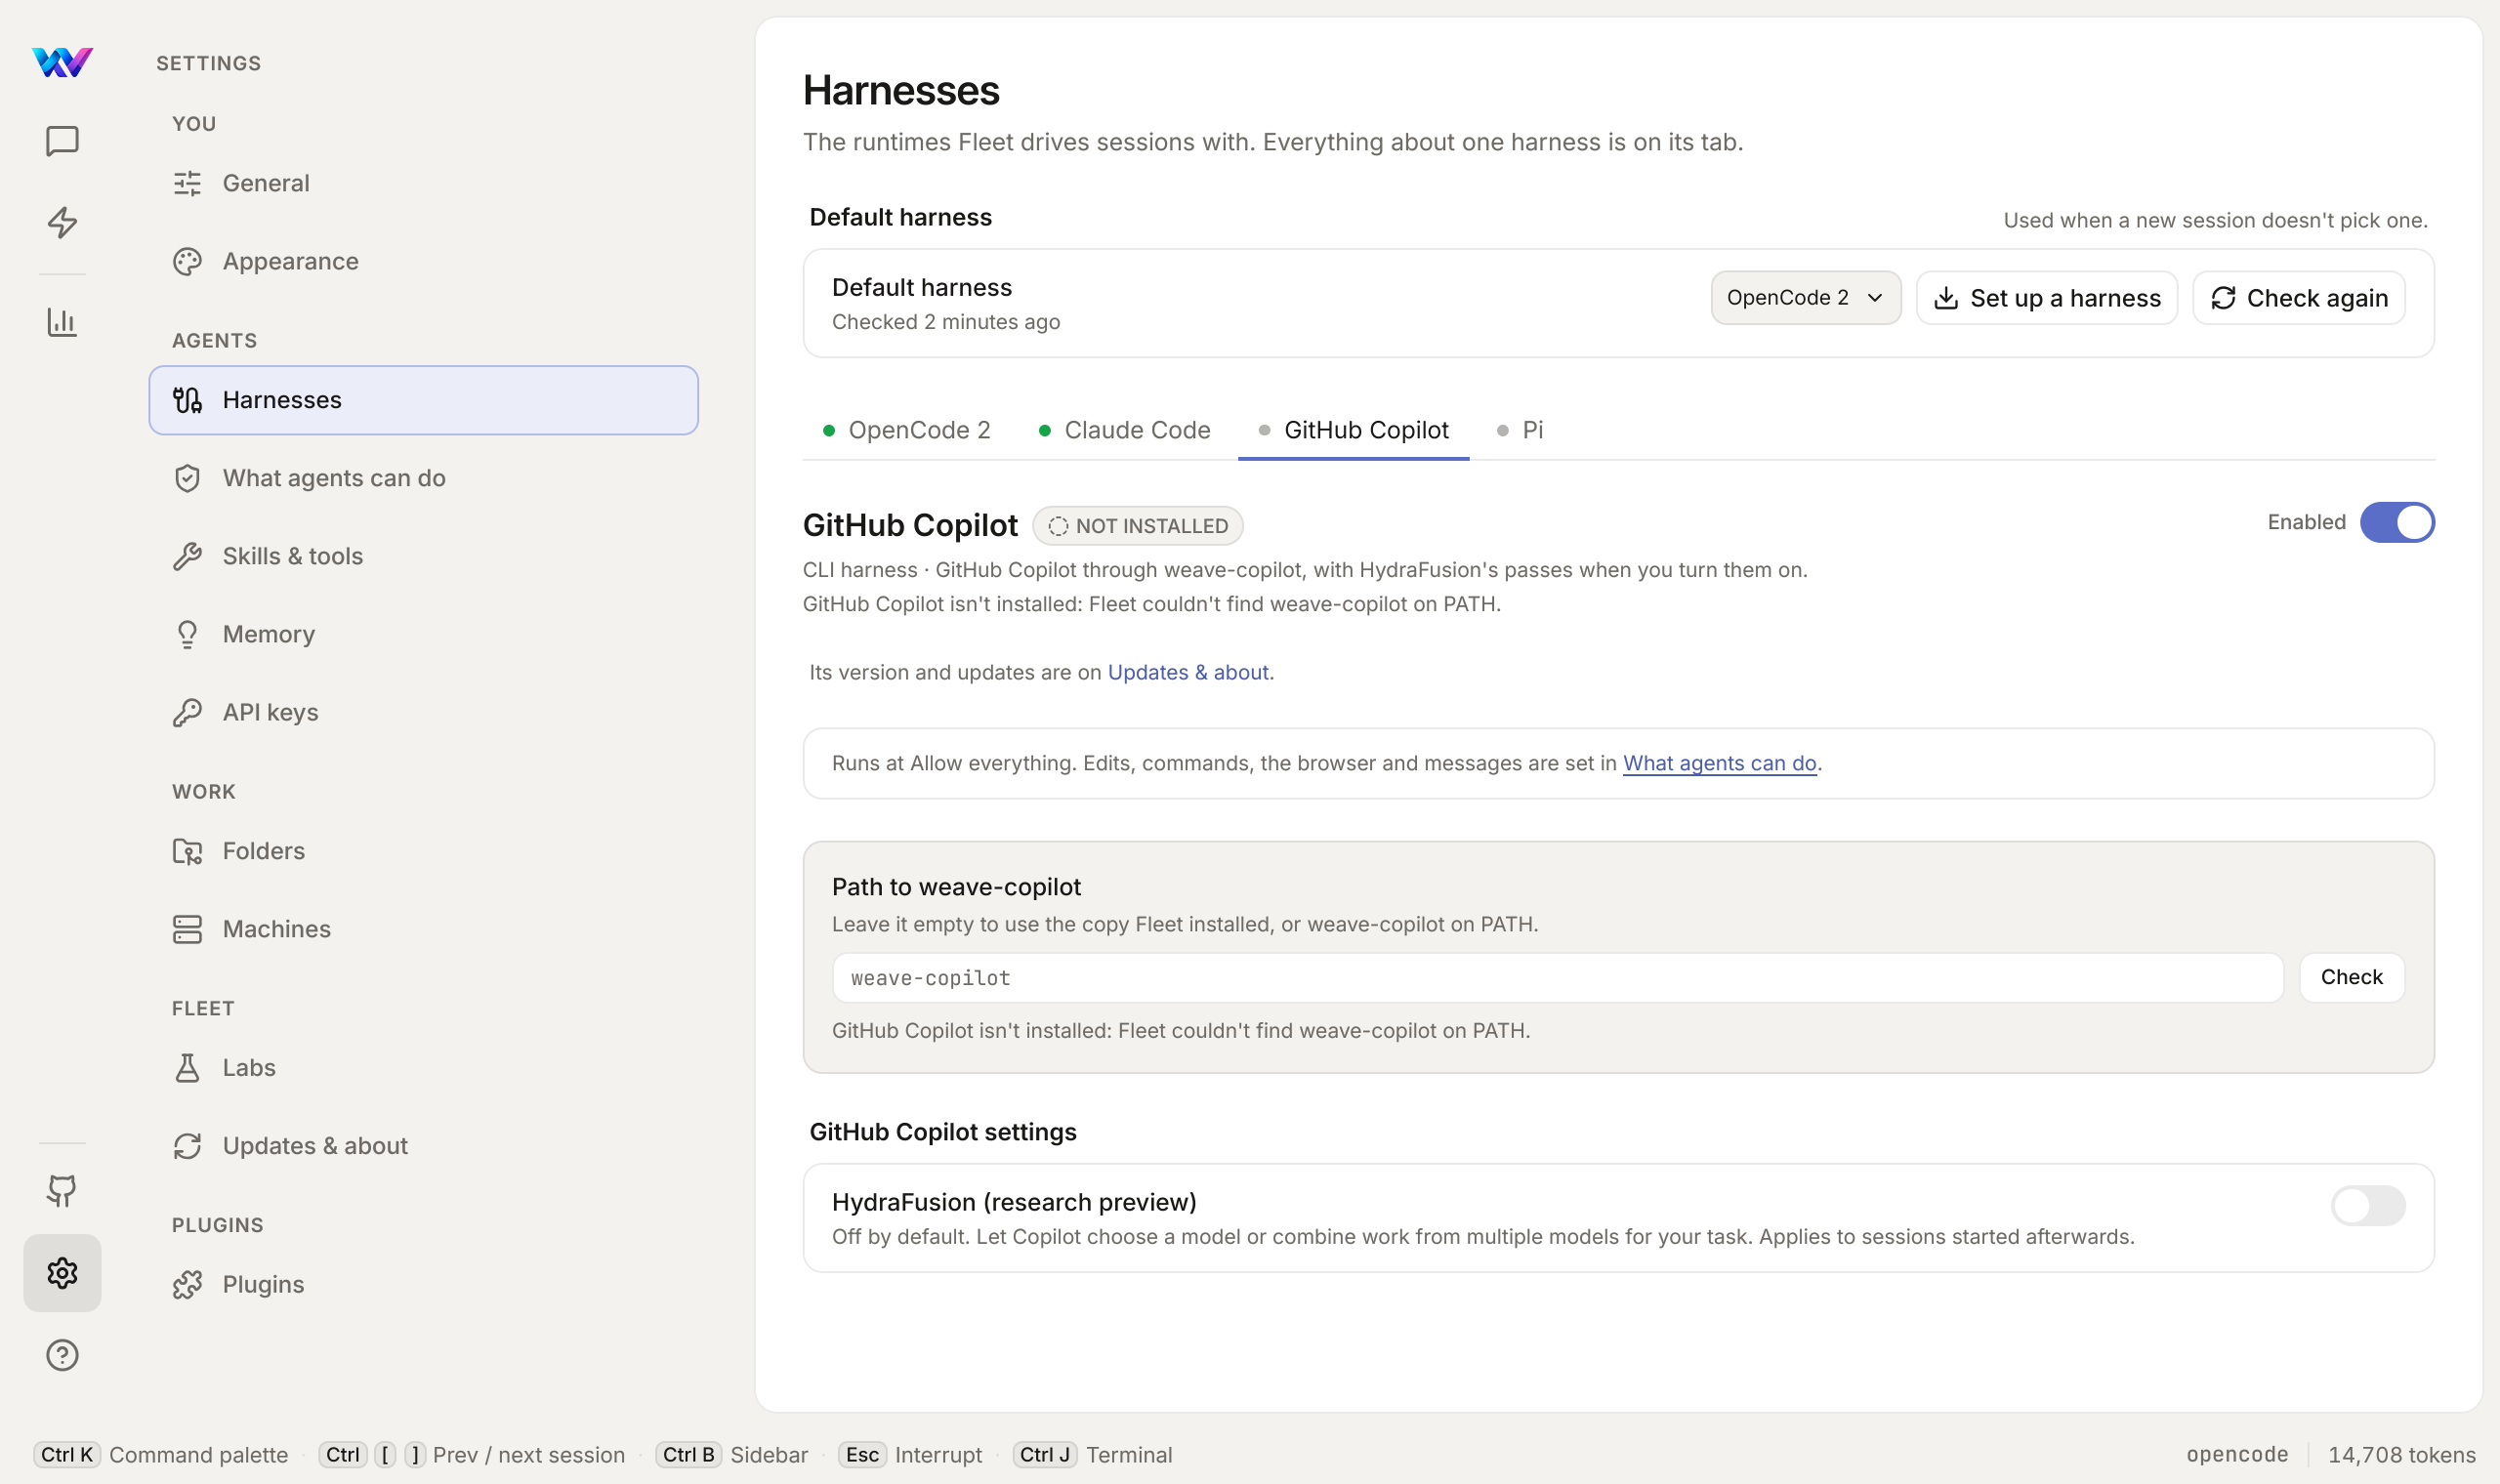 SETTINGS
YOU
General
Appearance
AGENTS
Harnesses
What agents can do
Skills & tools
Memory
API keys
WORK
Folders
Machines
FLEET
Labs
Updates & about
PLUGINS
Plugins
Harnesses
The runtimes Fleet drives sessions with. Everything about one harness is on its tab.
Default harness
Used when a new session doesn't pick one.
Default harness
Checked 2 minutes ago
OpenCode 2
Set up a harness
Check again
OpenCode 2
Claude Code
GitHub Copilot
Pi
GitHub Copilot
NOT INSTALLED
Enabled
CLI harness · GitHub Copilot through weave-copilot, with HydraFusion's passes when you turn them on.
GitHub Copilot isn't installed: Fleet couldn't find weave-copilot on PATH.
Its version and updates are on Updates & about.
Runs at Allow everything. Edits, commands, the browser and messages are set in What agents can do.
Path to weave-copilot
Leave it empty to use the copy Fleet installed, or weave-copilot on PATH.
weave-copilot
Check
GitHub Copilot isn't installed: Fleet couldn't find weave-copilot on PATH.
GitHub Copilot settings
HydraFusion (research preview)
Off by default. Let Copilot choose a model or combine work from multiple models for your task. Applies to sessions started afterwards.
Ctrl K Command palette · Ctrl [ ] Prev / next session · Ctrl B Sidebar · Esc Interrupt · Ctrl J Terminal
opencode
14,708 tokens